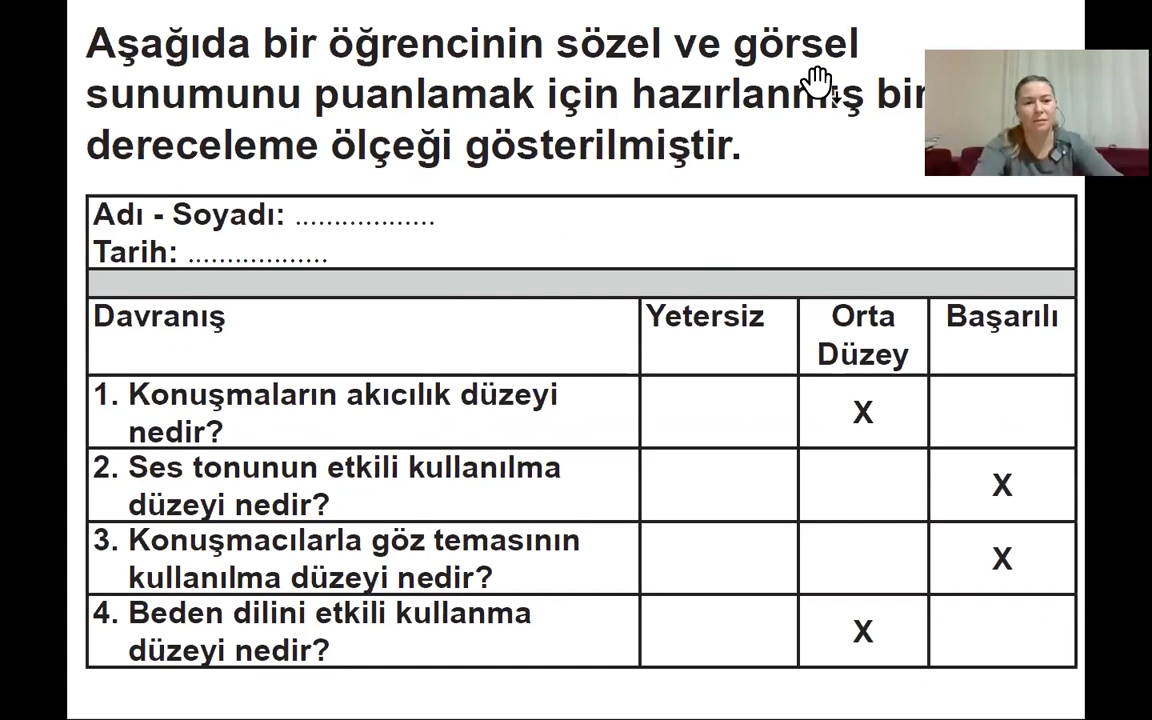 Aşağıda bir öğrencinin sözel ve görsel
sunumunu puanlamak için hazırlanmış bir
dereceleme ölçeği gösterilmiştir.
Adı - Soyadı: ..................
Tarih: ..................
Davranış Yetersiz Orta Düzey Başarılı
1. Konuşmaların akıcılık düzeyi
nedir? X
2. Ses tonunun etkili kullanılma
düzeyi nedir? X
3. Konuşmacılarla göz temasının
kullanılma düzeyi nedir? X
4. Beden dilini etkili kullanma
düzeyi nedir? X